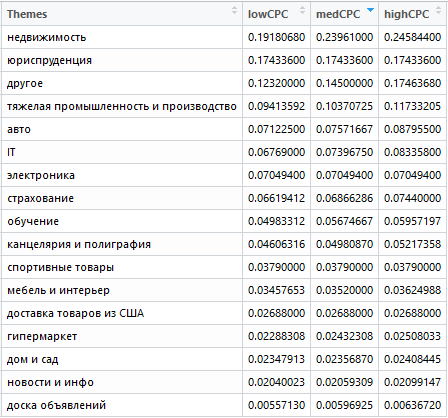 Themes lowCPC medCPC highCPC
недвижимость 0.19180680 0.23961000 0.24584400
юриспруденция 0.17433600 0.17433600 0.17433600
другое 0.12320000 0.14500000 0.17463680
тяжелая промышленность и производство 0.09413592 0.10370725 0.11733205
авто 0.07122500 0.07571667 0.08795500
IT 0.06769000 0.07396750 0.08335800
электроника 0.07049400 0.07049400 0.07049400
страхование 0.06619412 0.06866286 0.07440000
обучение 0.04983312 0.05674667 0.05957197
канцелярия и полиграфия 0.04606316 0.04980870 0.05217358
спортивные товары 0.03790000 0.03790000 0.03790000
мебель и интерьер 0.03457653 0.03520000 0.03624988
доставка товаров из США 0.02688000 0.02688000 0.02688000
гипермаркет 0.02288308 0.02432308 0.02508033
дом и сад 0.02347913 0.02356870 0.02408445
новости и инфо 0.02040023 0.02059309 0.02099147
доска объявлений 0.00557130 0.00596925 0.00636720